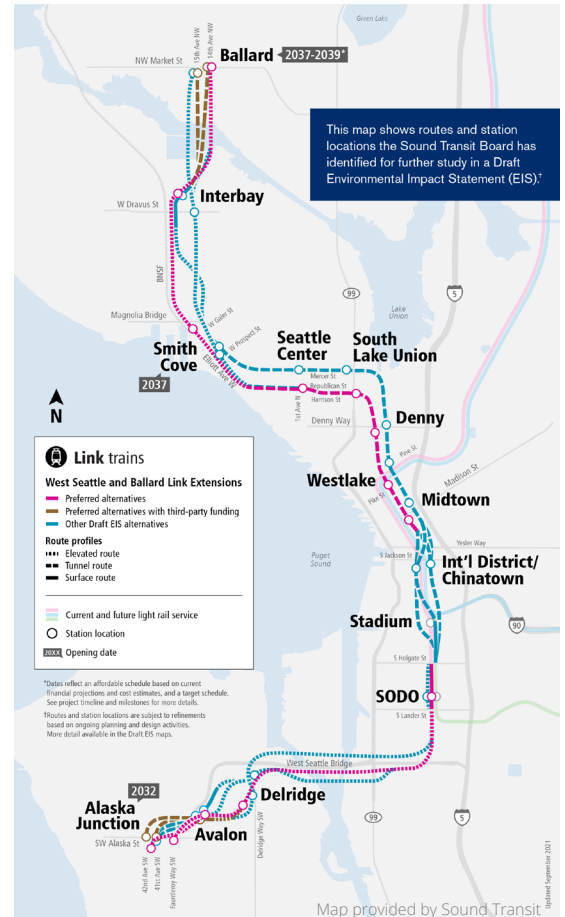 Green Lake
15th Ave NW
14th Ave NW
Ballard
2037-2039*
NW Market St
This map shows routes and station
locations the Sound Transit Board has
identified for further study in a Draft
Environmental Impact Statement (EIS).†
Interbay
W Dravus St
BNSF
99
5
Lake
Union
Magnolia Bridge
W Galer St
W Prospect St
Smith
Cove
Elliott Ave W
2037
Seattle
Center
South
Lake Union
Mercer St
Republican St
Harrison St
1st Ave N
Denny Way
Denny
N
Link trains
West Seattle and Ballard Link Extensions
Preferred alternatives
Preferred alternatives with third-party funding
Other Draft EIS alternatives
Route profiles
Elevated route
Tunnel route
Surface route
Current and future light rail service
Station location
20XX Opening date
Pine St
Madison St
Westlake
Pike St
Midtown
Yesler Way
Puget
Sound
S Jackson St
Int'l District/
Chinatown
Stadium
90
S Holgate St
SODO
S Lander St
*Dates reflect an affordable schedule based on current
financial projections and cost estimates, and a target schedule.
See project timeline and milestones for more details.
†Routes and station locations are subject to refinements
based on ongoing planning and design activities.
More detail available in the Draft EIS maps.
West Seattle Bridge
2032
Delridge
Alaska
Junction
Avalon
SW Alaska St
42nd Ave SW
41st Ave SW
Fauntleroy Way SW
Delridge Way SW
99
5
Updated September 2021
Map provided by Sound Transit